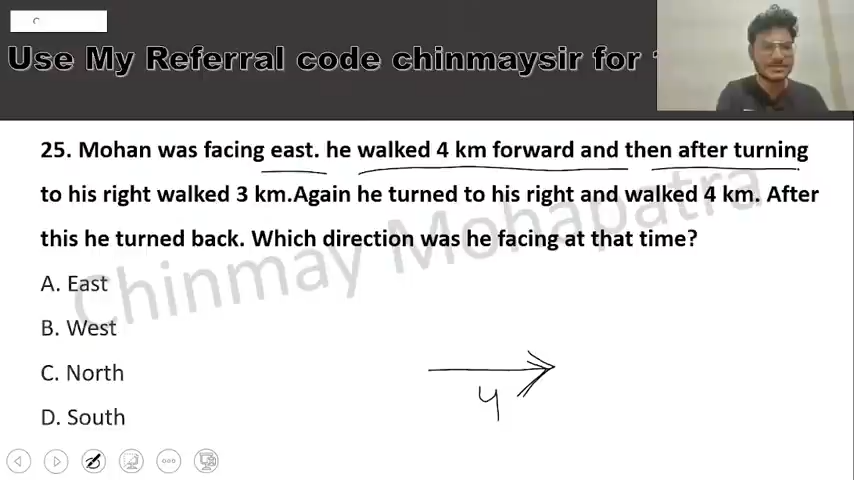 Use My Referral code chinmaysir for
25. Mohan was facing east. he walked 4 km forward and then after turning
to his right walked 3 km.Again he turned to his right and walked 4 km. After
this he turned back. Which direction was he facing at that time?
Chinmay Mohapatra
A. East
B. West
C. North
D. South
4